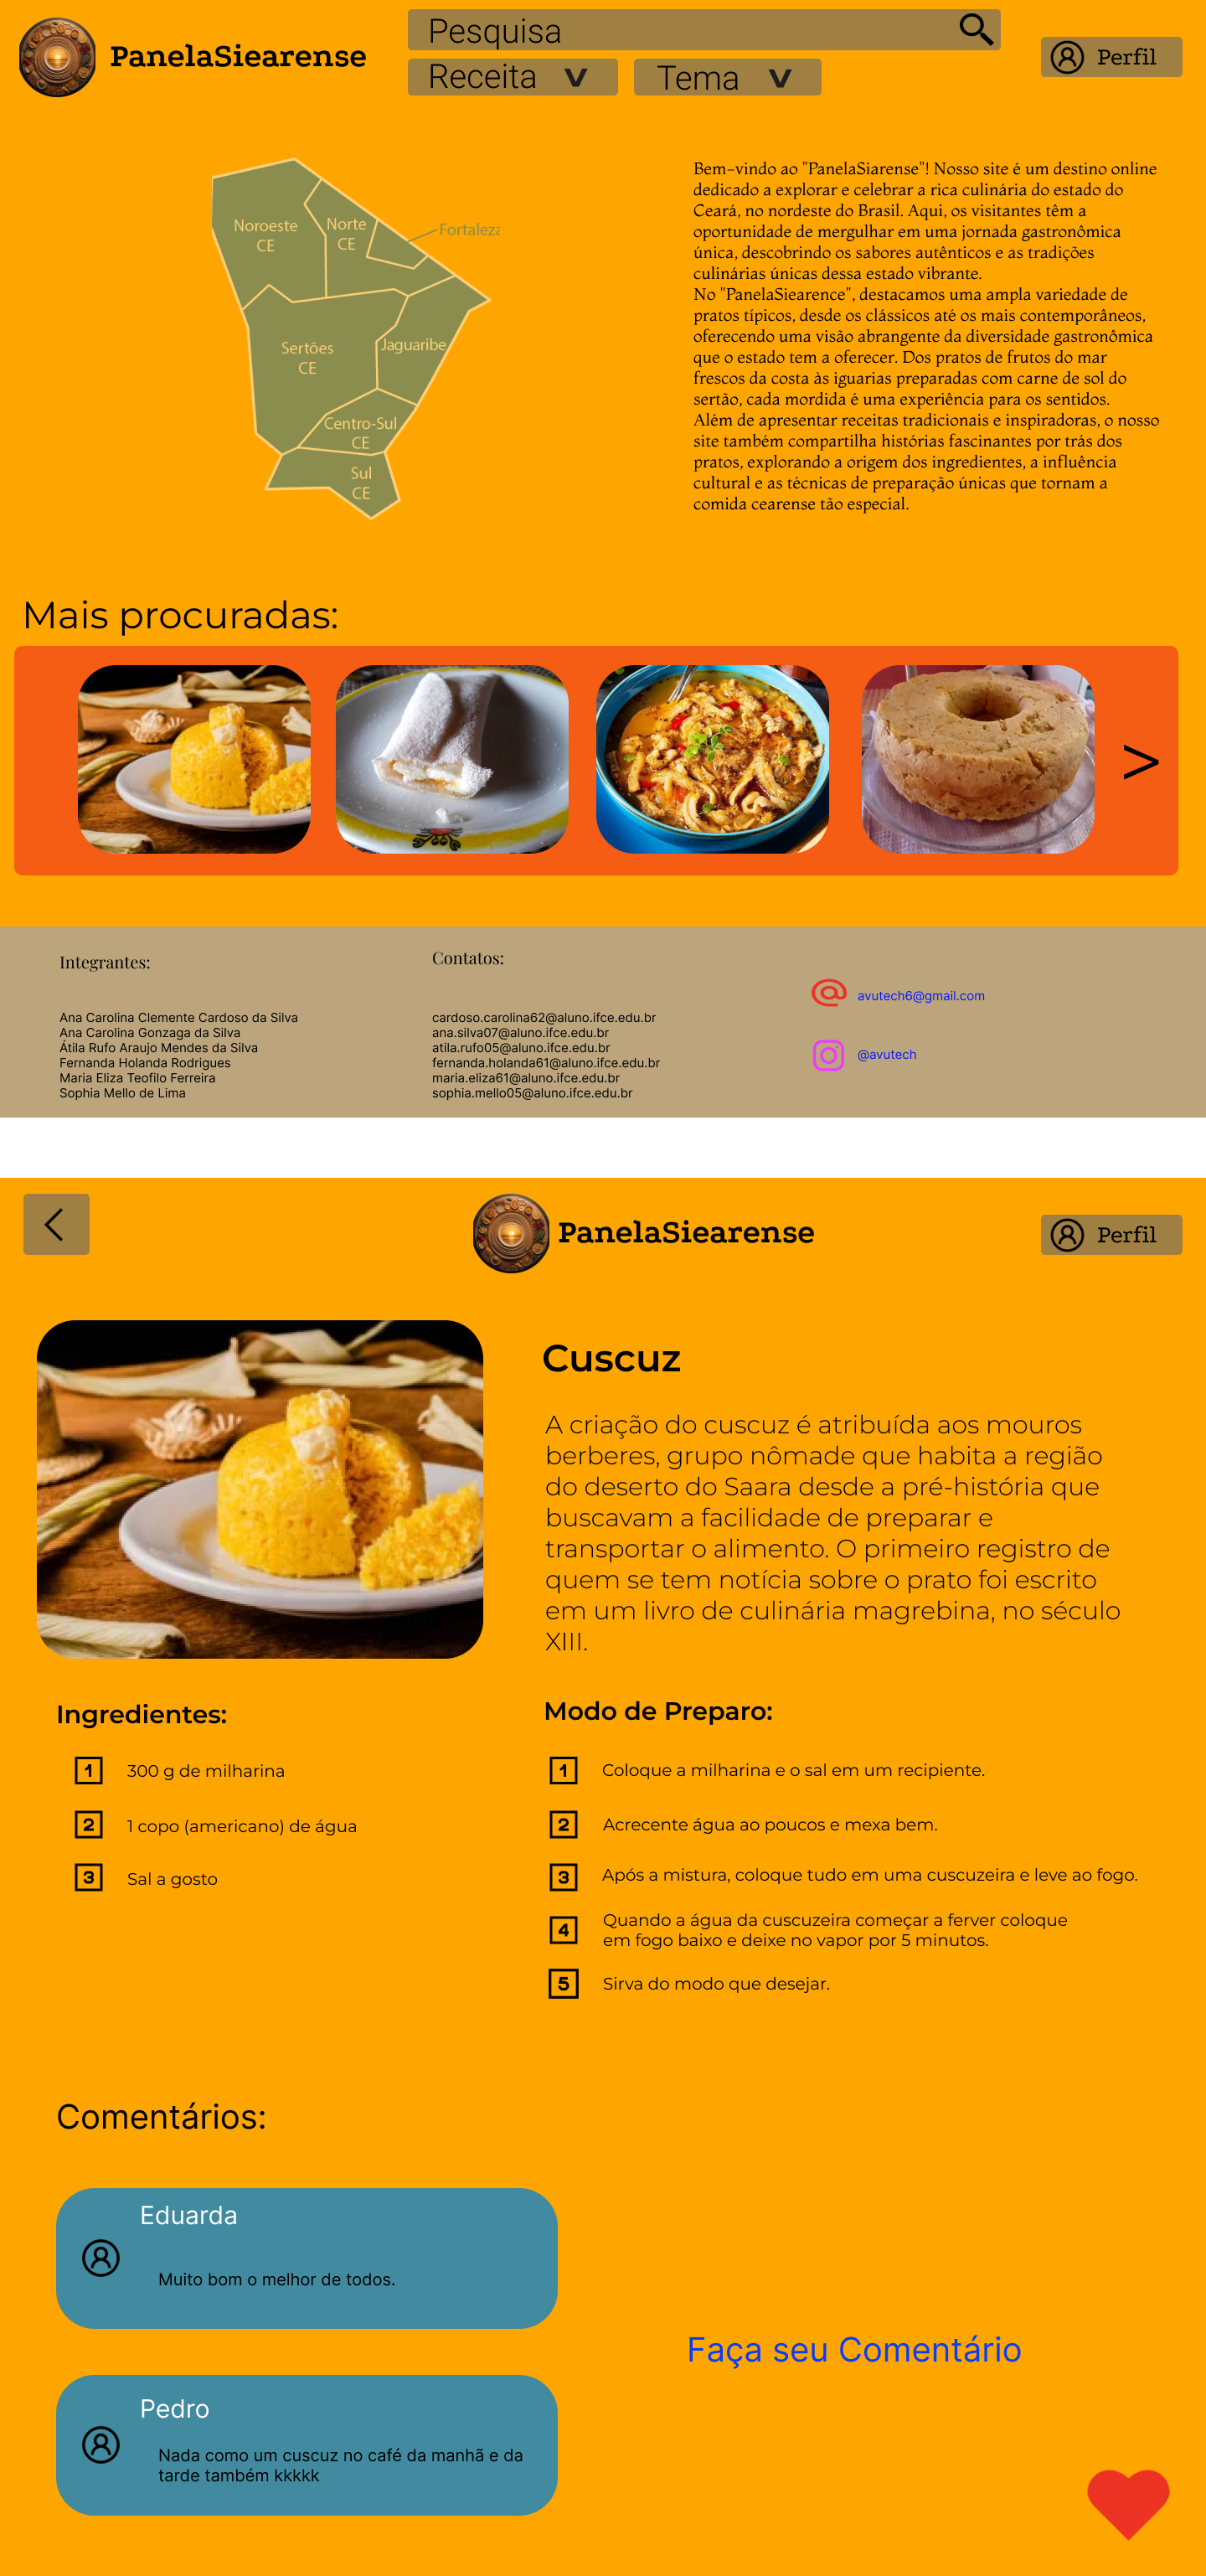 PanelaSiearense
Pesquisa
Receita
Tema
Perfil
Noroeste
CE
Norte
CE
Fortaleza
Sertões
CE
Jaguaribe
Centro-Sul
CE
Sul
CE
Bem-vindo ao "PanelaSiarense"! Nosso site é um destino online
dedicado a explorar e celebrar a rica culinária do estado do
Ceará, no nordeste do Brasil. Aqui, os visitantes têm a
oportunidade de mergulhar em uma jornada gastronômica
única, descobrindo os sabores autênticos e as tradições
culinárias únicas dessa estado vibrante.
No "PanelaSiearence", destacamos uma ampla variedade de
pratos típicos, desde os clássicos até os mais contemporâneos,
oferecendo uma visão abrangente da diversidade gastronômica
que o estado tem a oferecer. Dos pratos de frutos do mar
frescos da costa às iguarias preparadas com carne de sol do
sertão, cada mordida é uma experiência para os sentidos.
Além de apresentar receitas tradicionais e inspiradoras, o nosso
site também compartilha histórias fascinantes por trás dos
pratos, explorando a origem dos ingredientes, a influência
cultural e as técnicas de preparação únicas que tornam a
comida cearense tão especial.
Mais procuradas:
>
Integrantes:
Ana Carolina Clemente Cardoso da Silva
Ana Carolina Gonzaga da Silva
Átila Rufo Araujo Mendes da Silva
Fernanda Holanda Rodrigues
Maria Eliza Teofilo Ferreira
Sophia Mello de Lima
Contatos:
cardoso.carolina62@aluno.ifce.edu.br
ana.silva07@aluno.ifce.edu.br
atila.rufo05@aluno.ifce.edu.br
fernanda.holanda61@aluno.ifce.edu.br
maria.eliza61@aluno.ifce.edu.br
sophia.mello05@aluno.ifce.edu.br
avutech6@gmail.com
@avutech
PanelaSiearense
Perfil
Cuscuz
A criação do cuscuz é atribuída aos mouros
berberes, grupo nômade que habita a região
do deserto do Saara desde a pré-história que
buscavam a facilidade de preparar e
transportar o alimento. O primeiro registro de
quem se tem notícia sobre o prato foi escrito
em um livro de culinária magrebina, no século
XIII.
Ingredientes:
1 300 g de milharina
2 1 copo (americano) de água
3 Sal a gosto
Modo de Preparo:
1 Coloque a milharina e o sal em um recipiente.
2 Acrecente água ao poucos e mexa bem.
3 Após a mistura, coloque tudo em uma cuscuzeira e leve ao fogo.
4 Quando a água da cuscuzeira começar a ferver coloque
em fogo baixo e deixe no vapor por 5 minutos.
5 Sirva do modo que desejar.
Comentários:
Eduarda
Muito bom o melhor de todos.
Faça seu Comentário
Pedro
Nada como um cuscuz no café da manhã e da
tarde também kkkkk